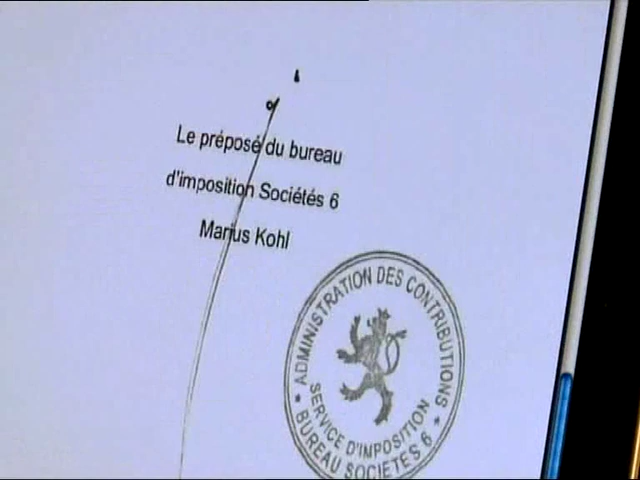 Le préposé du bureau
d'imposition Sociétés 6
Marius Kohl
ADMINISTRATION DES CONTRIBUTIONS
SERVICE D'IMPOSITION
BUREAU SOCIETES 6